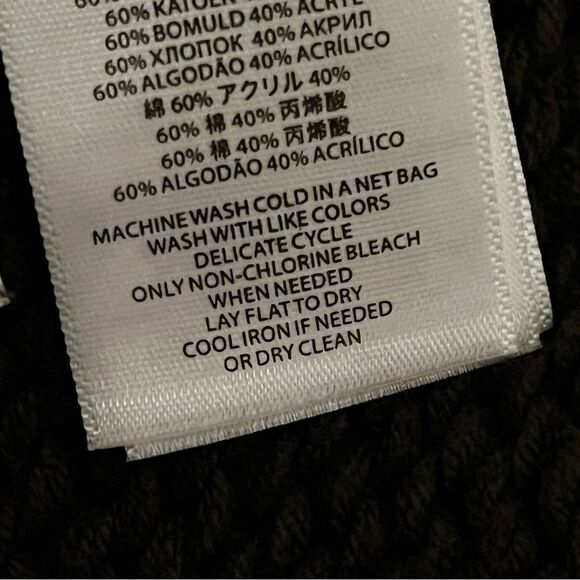 60% KATOEN
60% BOMULD 40% ACRYL
60% ХЛОПОК 40% АКРИЛ
60% ALGODÃO 40% ACRÍLICO
綿 60% アクリル 40%
60% 棉 40% 丙烯酸
60% 棉 40% 丙烯酸
60% ALGODÃO 40% ACRÍLICO
MACHINE WASH COLD IN A NET BAG
WASH WITH LIKE COLORS
DELICATE CYCLE
ONLY NON-CHLORINE BLEACH
WHEN NEEDED
LAY FLAT TO DRY
COOL IRON IF NEEDED
OR DRY CLEAN